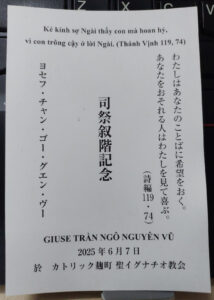 Kẻ kính sợ Ngài thấy con mà hoan hỷ,
vì con trông cậy ở lời Ngài. (Thánh Vịnh 119, 74)
わたしはあなたのことばに希望をおく。
あなたをおそれる人はわたしを見て喜ぶ。
(詩編119・74)
司祭叙階記念
ヨセフ・チャン・ゴー・グエン・ヴー
GIUSE TRẦN NGÔ NGUYÊN VŨ
2025年6月7日
於 カトリック麹町 聖イグナチオ教会